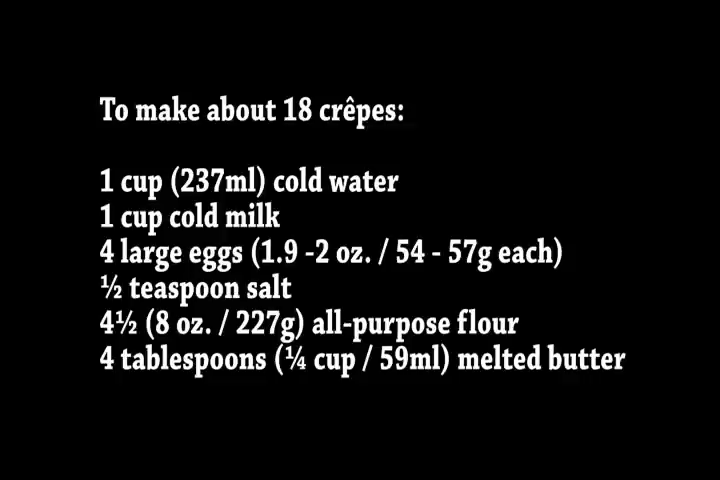 To make about 18 crêpes:
1 cup (237ml) cold water
1 cup cold milk
4 large eggs (1.9 -2 oz. / 54 - 57g each)
½ teaspoon salt
4½ (8 oz. / 227g) all-purpose flour
4 tablespoons (¼ cup / 59ml) melted butter